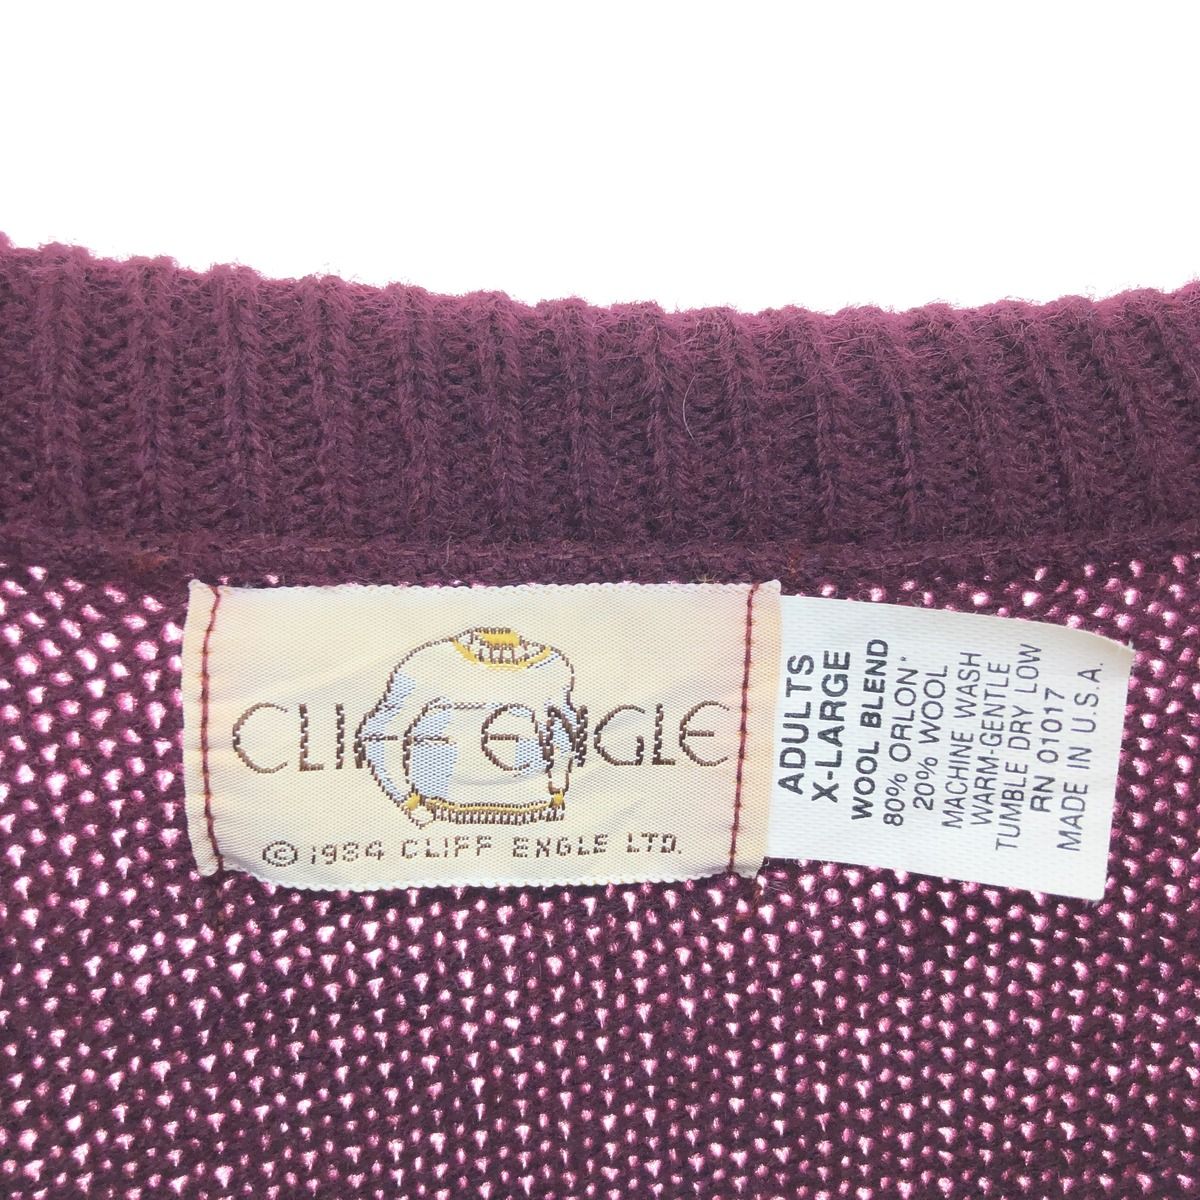 CLIFF ENGLE
© 1984 CLIFF ENGLE LTD.
ADULTS
X-LARGE
WOOL BLEND
80% ORLON*
20% WOOL
MACHINE WASH
WARM-GENTLE
TUMBLE DRY LOW
RN 01017
MADE IN U.S.A.